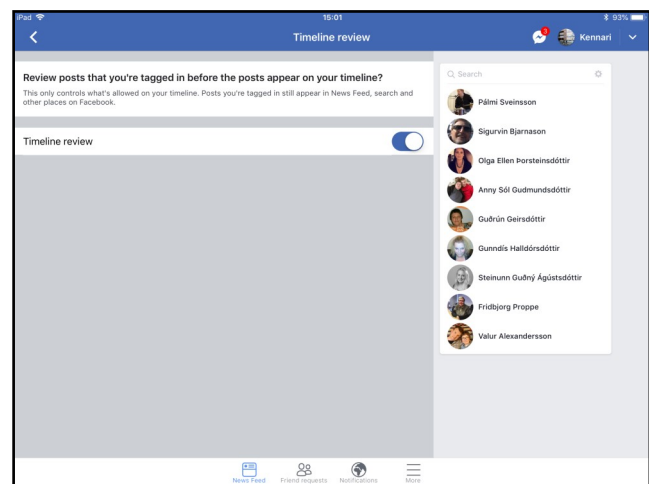 iPad 15:01 93%
Timeline review 3 Kennari
Review posts that you're tagged in before the posts appear on your timeline?
This only controls what's allowed on your timeline. Posts you're tagged in still appear in News Feed, search and
other places on Facebook.
Timeline review
Search
Pálmi Sveinsson
Sigurvin Bjarnason
Olga Ellen Þorsteinsdóttir
Anny Sól Gudmundsdóttir
Guðrún Geirsdóttir
Gunndís Halldórsdóttir
Steinunn Guðný Ágústsdóttir
Fridbjorg Proppe
Valur Alexandersson
News Feed Friend requests Notifications More